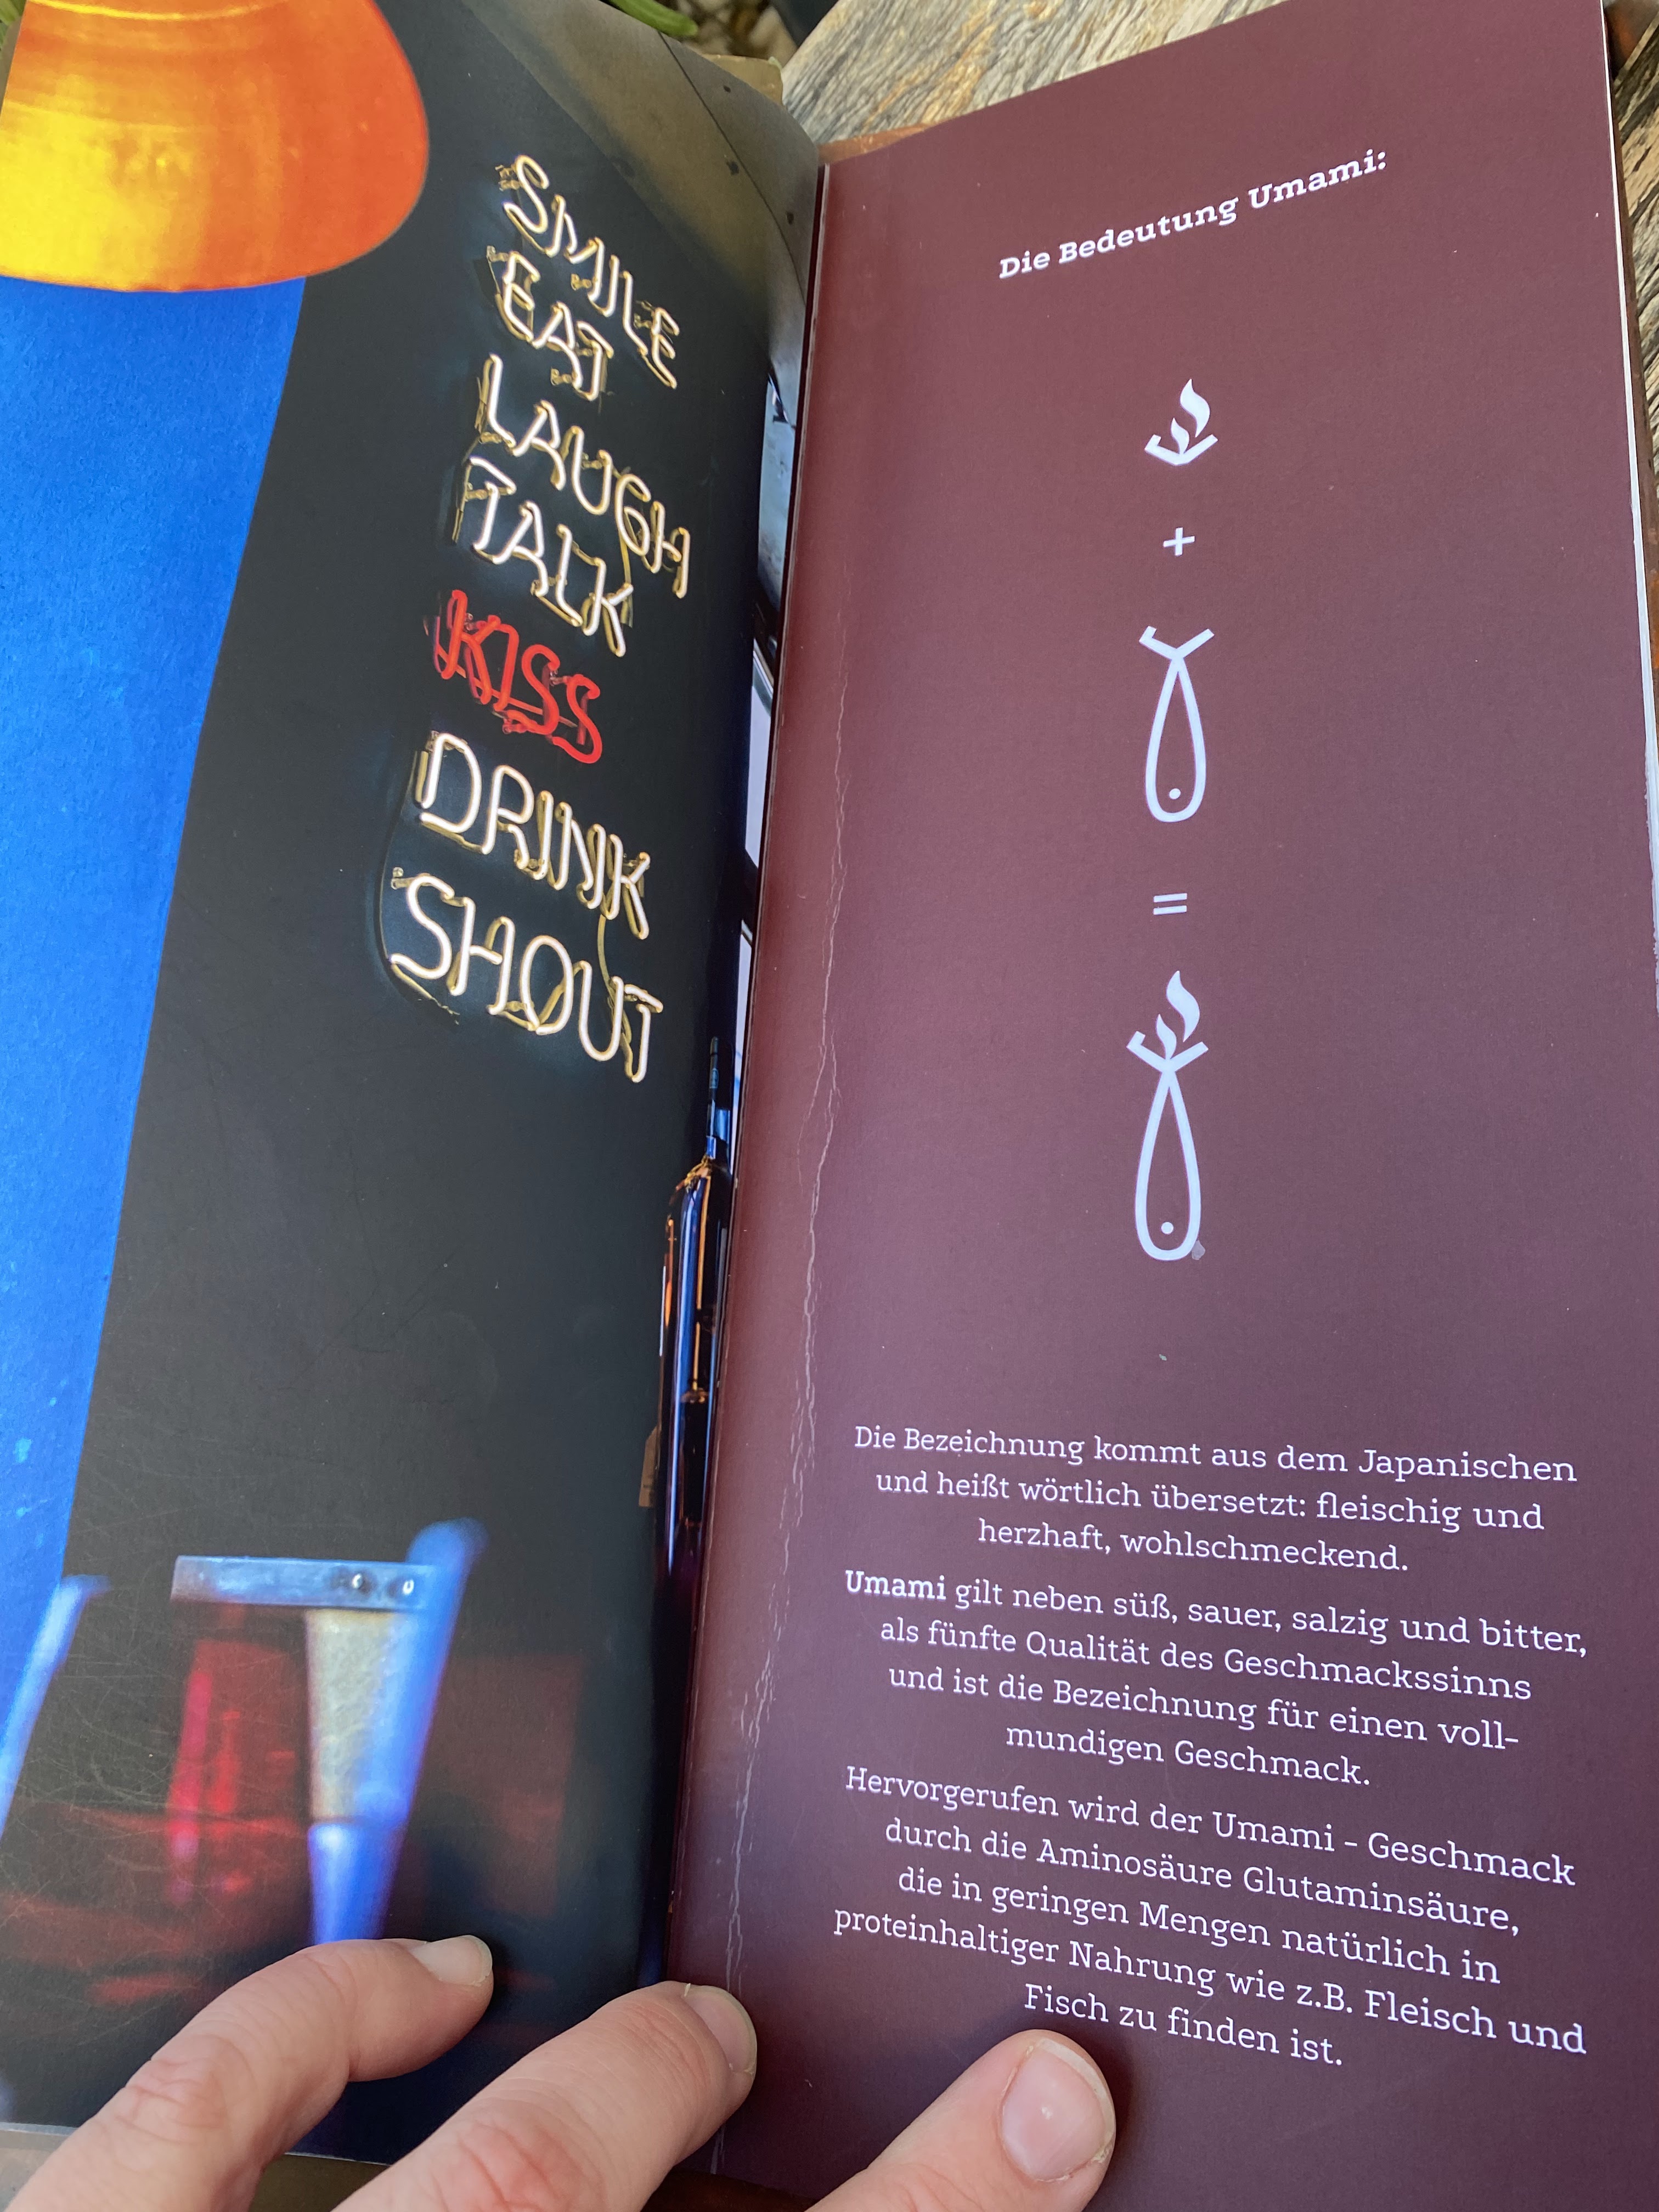 SMILE
EAT
LAUGH
TALK
KISS
DRINK
SHOUT
Die Bedeutung Umami:
+
=
Die Bezeichnung kommt aus dem Japanischen
und heißt wörtlich übersetzt: fleischig und
herzhaft, wohlschmeckend.
Umami gilt neben süß, sauer, salzig und bitter,
als fünfte Qualität des Geschmackssinns
und ist die Bezeichnung für einen voll-
mundigen Geschmack.
Hervorgerufen wird der Umami - Geschmack
durch die Aminosäure Glutaminsäure,
die in geringen Mengen natürlich in
proteinhaltiger Nahrung wie z.B. Fleisch und
Fisch zu finden ist.